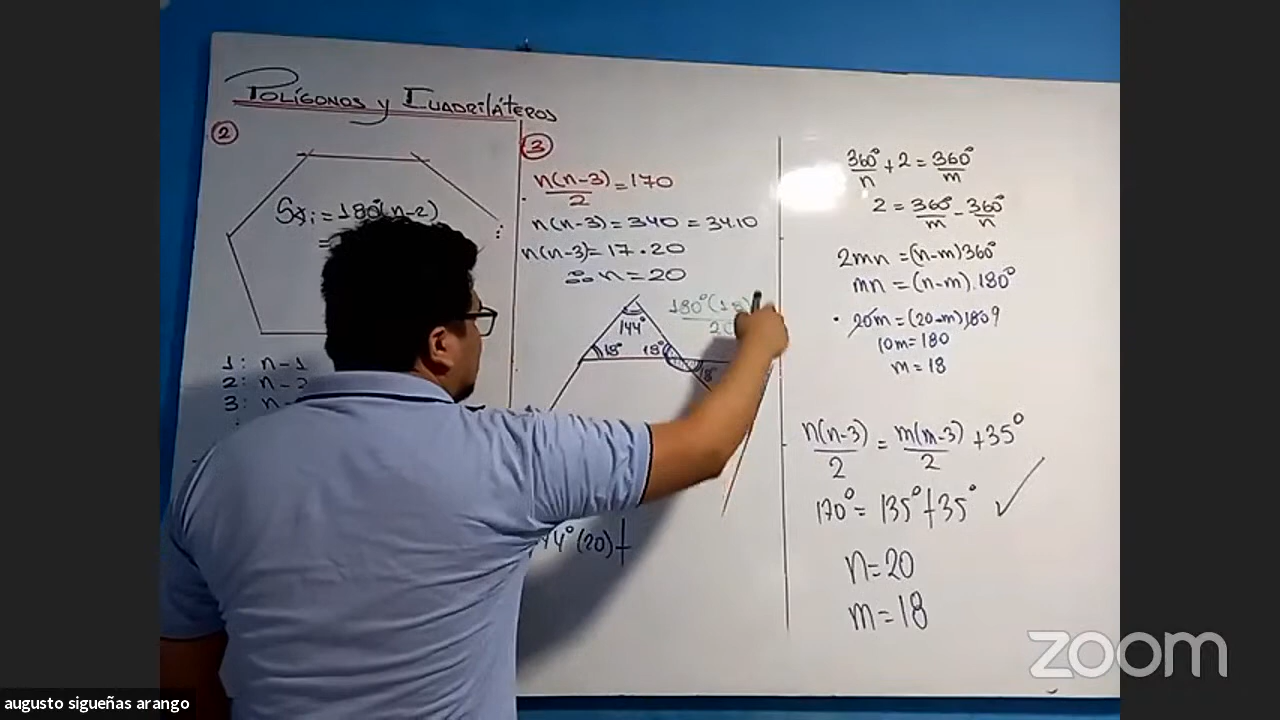 Polígonos y Cuadriláteros
2
S∢i = 180°(n-2)
=
1: n-1
2: n-2
3: n-
3
n(n-3)/2 = 170
n(n-3) = 340 = 34.10
n(n-3) = 17.20
∴ n = 20
180°(18
20
144°
18° 18°
18°
4°(20)+
360°/n + 2 = 360°/m
2 = 360°/m - 360°/n
2mn = (n-m)360°
mn = (n-m).180°
• 20m = (20-m)180 9
10m = 180
m = 18
n(n-3)/2 = m(m-3)/2 + 35°
170° = 135° + 35° ✓
n=20
m=18
zoom
augusto sigueñas arango